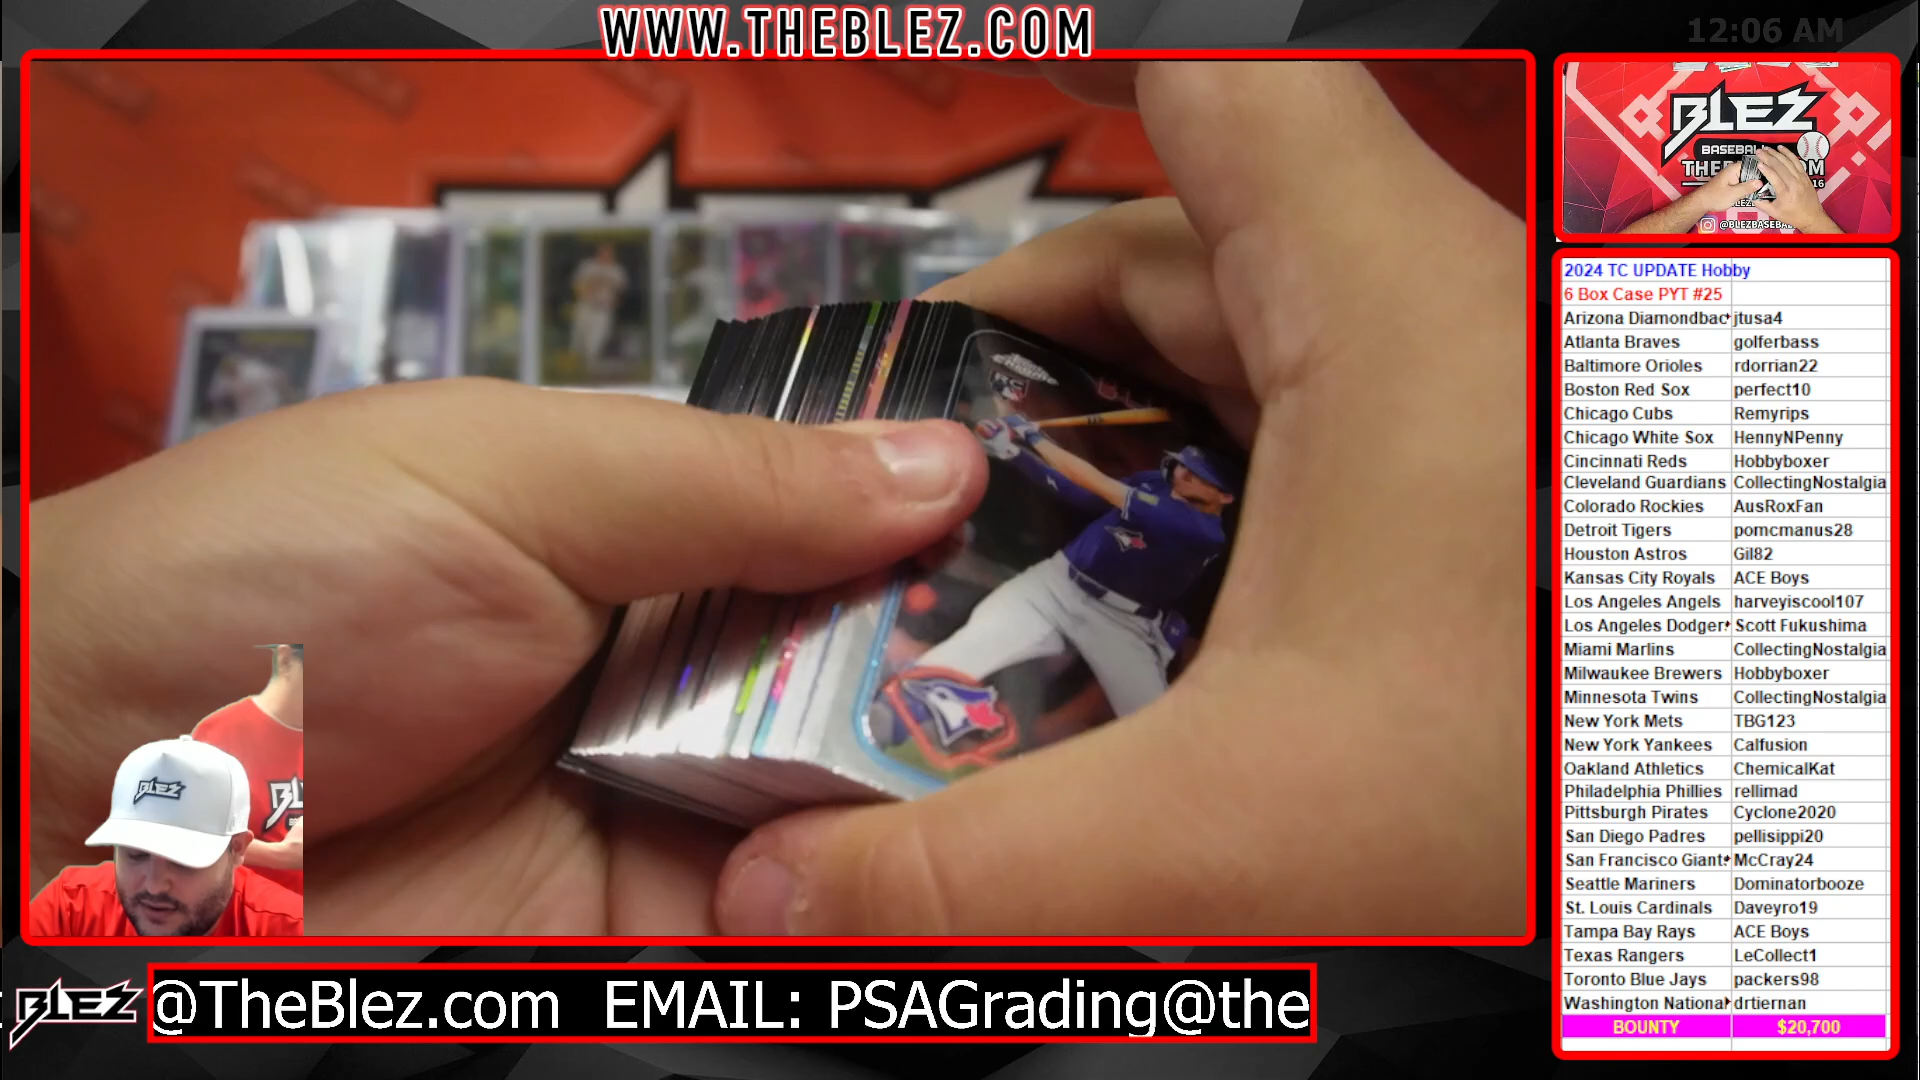 WWW.THEBLEZ.COM
12:06 AM
BLEZ
BASEBALL
@BLEZBASEBA
2024 TC UPDATE Hobby
6 Box Case PYT #25
Arizona Diamondbac jtusa4
Atlanta Braves golferbass
Baltimore Orioles rdorrian22
Boston Red Sox perfect10
Chicago Cubs Remyrips
Chicago White Sox HennyNPenny
Cincinnati Reds Hobbyboxer
Cleveland Guardians CollectingNostalgia
Colorado Rockies AusRoxFan
Detroit Tigers pomcmanus28
Houston Astros Gil82
Kansas City Royals ACE Boys
Los Angeles Angels harveyiscool107
Los Angeles Dodger Scott Fukushima
Miami Marlins CollectingNostalgia
Milwaukee Brewers Hobbyboxer
Minnesota Twins CollectingNostalgia
New York Mets TBG123
New York Yankees Calfusion
Oakland Athletics ChemicalKat
Philadelphia Phillies rellimad
Pittsburgh Pirates Cyclone2020
San Diego Padres pellisippi20
San Francisco Giant McCray24
Seattle Mariners Dominatorbooze
St. Louis Cardinals Daveyro19
Tampa Bay Rays ACE Boys
Texas Rangers LeCollect1
Toronto Blue Jays packers98
Washington Nationa drtiernan
BOUNTY $20,700
BLEZ
BLEZ @TheBlez.com EMAIL: PSAGrading@the